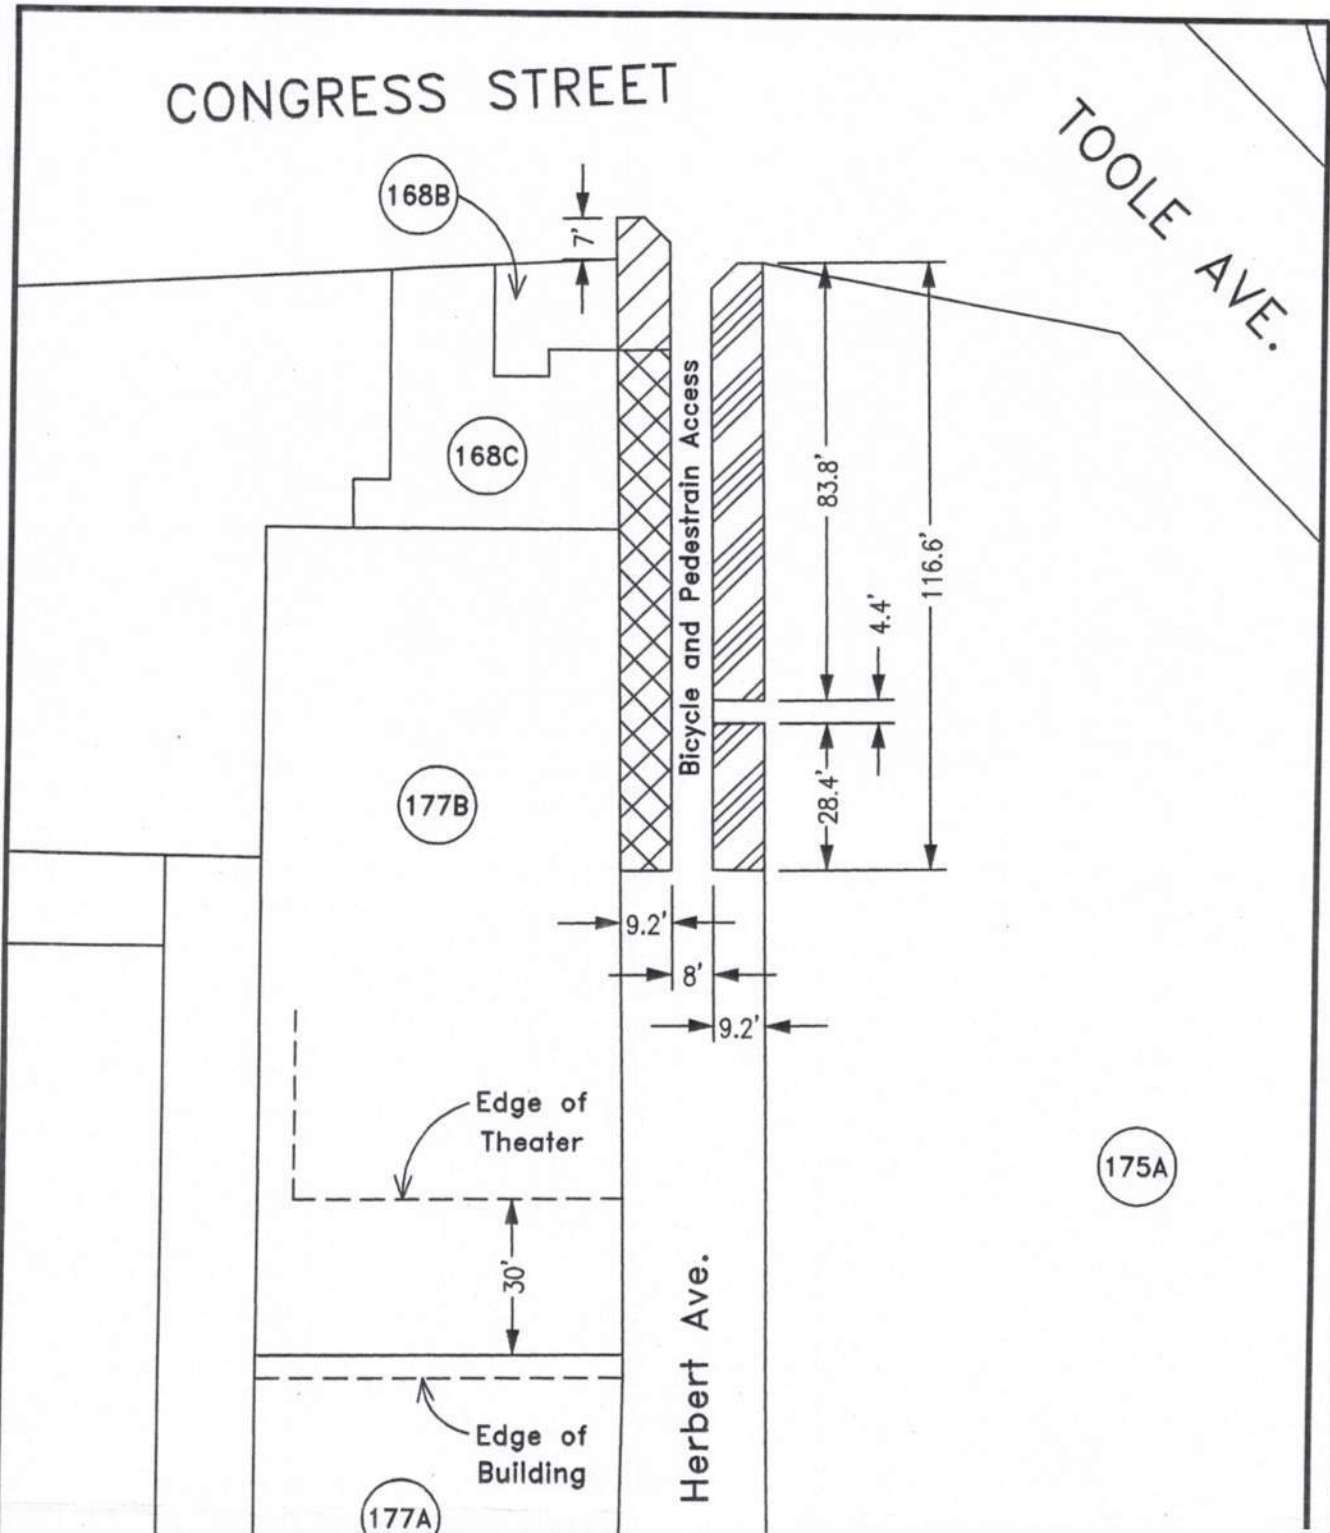 CONGRESS STREET
TOOLE AVE.
168B
7'
168C
Bicycle and Pedestrain Access
83.8'
116.6'
4.4'
28.4'
177B
9.2'
8'
9.2'
Edge of
Theater
175A
30'
Herbert Ave.
Edge of
Building
177A